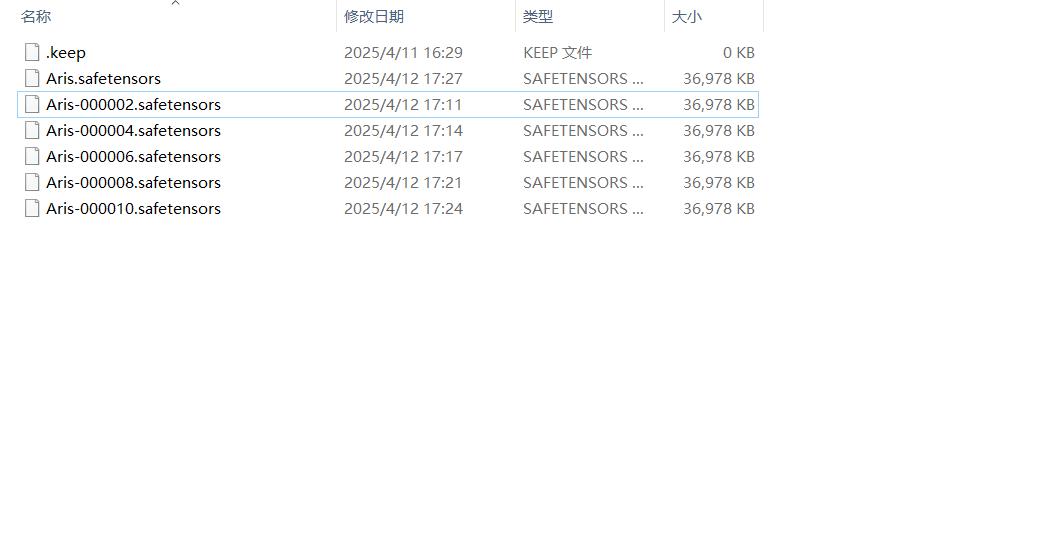 名称 修改日期 类型 大小
.keep 2025/4/11 16:29 KEEP 文件 0 KB
Aris.safetensors 2025/4/12 17:27 SAFETENSORS ... 36,978 KB
Aris-000002.safetensors 2025/4/12 17:11 SAFETENSORS ... 36,978 KB
Aris-000004.safetensors 2025/4/12 17:14 SAFETENSORS ... 36,978 KB
Aris-000006.safetensors 2025/4/12 17:17 SAFETENSORS ... 36,978 KB
Aris-000008.safetensors 2025/4/12 17:21 SAFETENSORS ... 36,978 KB
Aris-000010.safetensors 2025/4/12 17:24 SAFETENSORS ... 36,978 KB